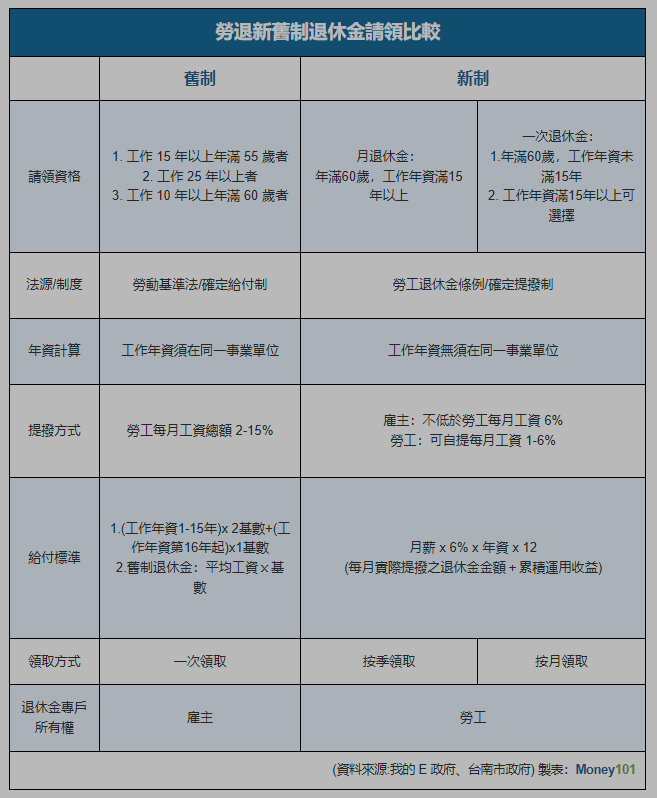 勞退新舊制退休金請領比較
舊制
新制
請領資格
1. 工作 15 年以上年滿 55 歲者
2. 工作 25 年以上者
3. 工作 10 年以上年滿 60 歲者
月退休金：
年滿60歲，工作年資滿15
年以上
一次退休金：
1.年滿60歲，工作年資未
滿15年
2. 工作年資滿15年以上可
選擇
法源/制度
勞動基準法/確定給付制
勞工退休金條例/確定提撥制
年資計算
工作年資須在同一事業單位
工作年資無須在同一事業單位
提撥方式
勞工每月工資總額 2-15%
雇主：不低於勞工每月工資 6%
勞工：可自提每月工資 1-6%
給付標準
1.(工作年資1-15年)x 2基數+(工
作年資第16年起)x1基數
2.舊制退休金：平均工資×基
數
月薪 x 6% x 年資 x 12
(每月實際提撥之退休金金額＋累積運用收益)
領取方式
一次領取
按季領取
按月領取
退休金專戶
所有權
雇主
勞工
(資料來源:我的 E 政府、台南市政府) 製表：Money101